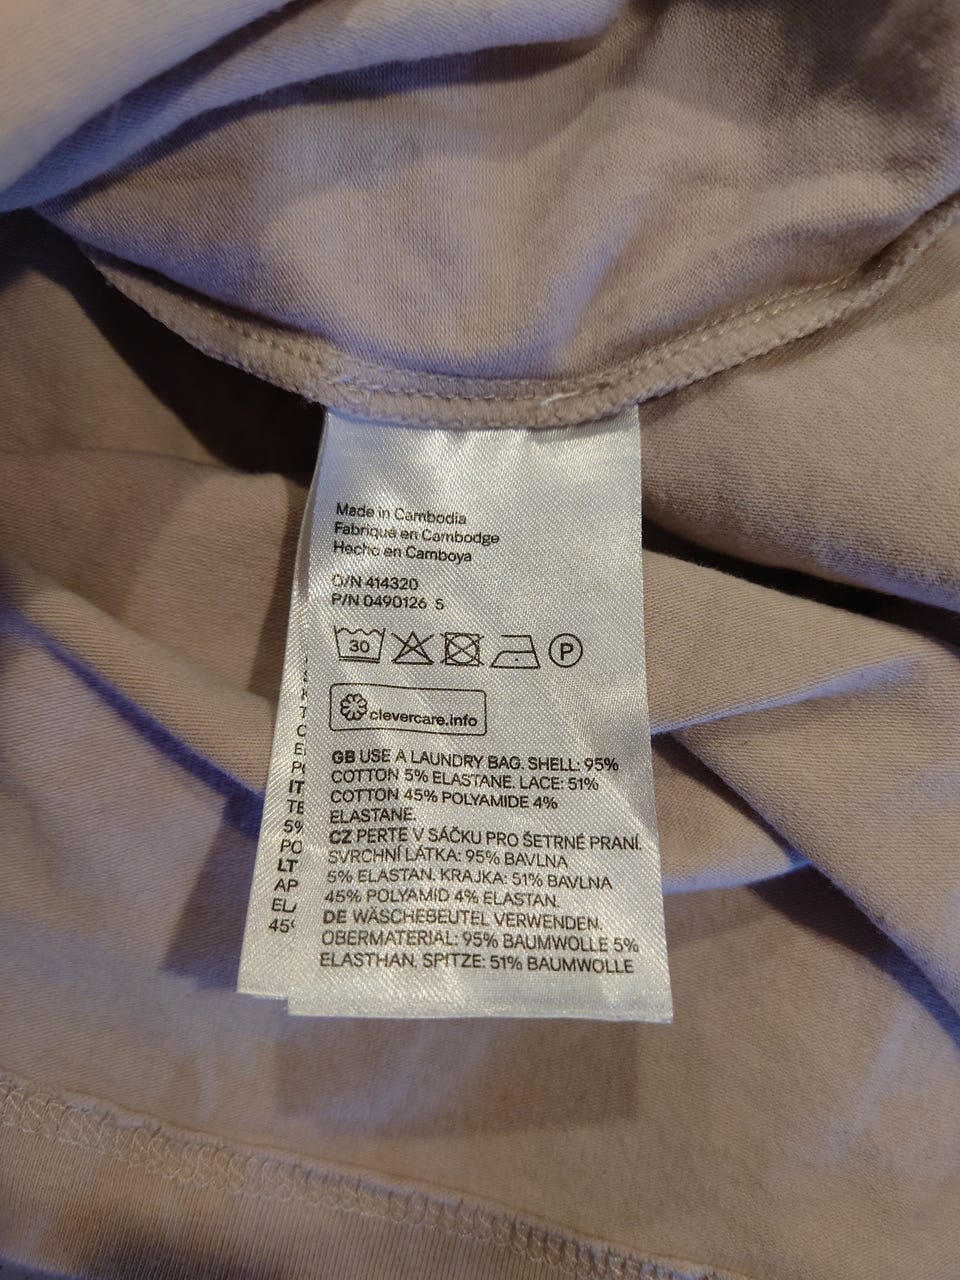 Made in Cambodia
Fabriqué en Cambodge
Hecho en Camboya
O/N 414320
P/N 0490126 5
30
P
clevercare.info
GB USE A LAUNDRY BAG. SHELL: 95%
COTTON 5% ELASTANE. LACE: 51%
COTTON 45% POLYAMIDE 4%
ELASTANE.
CZ PERTE V SÁČKU PRO ŠETRNÉ PRANÍ.
SVRCHNÍ LÁTKA: 95% BAVLNA
5% ELASTAN. KRAJKA: 51% BAVLNA
45% POLYAMID 4% ELASTAN.
DE WÄSCHEBEUTEL VERWENDEN.
OBERMATERIAL: 95% BAUMWOLLE 5%
ELASTHAN. SPITZE: 51% BAUMWOLLE
IT
5%
LT